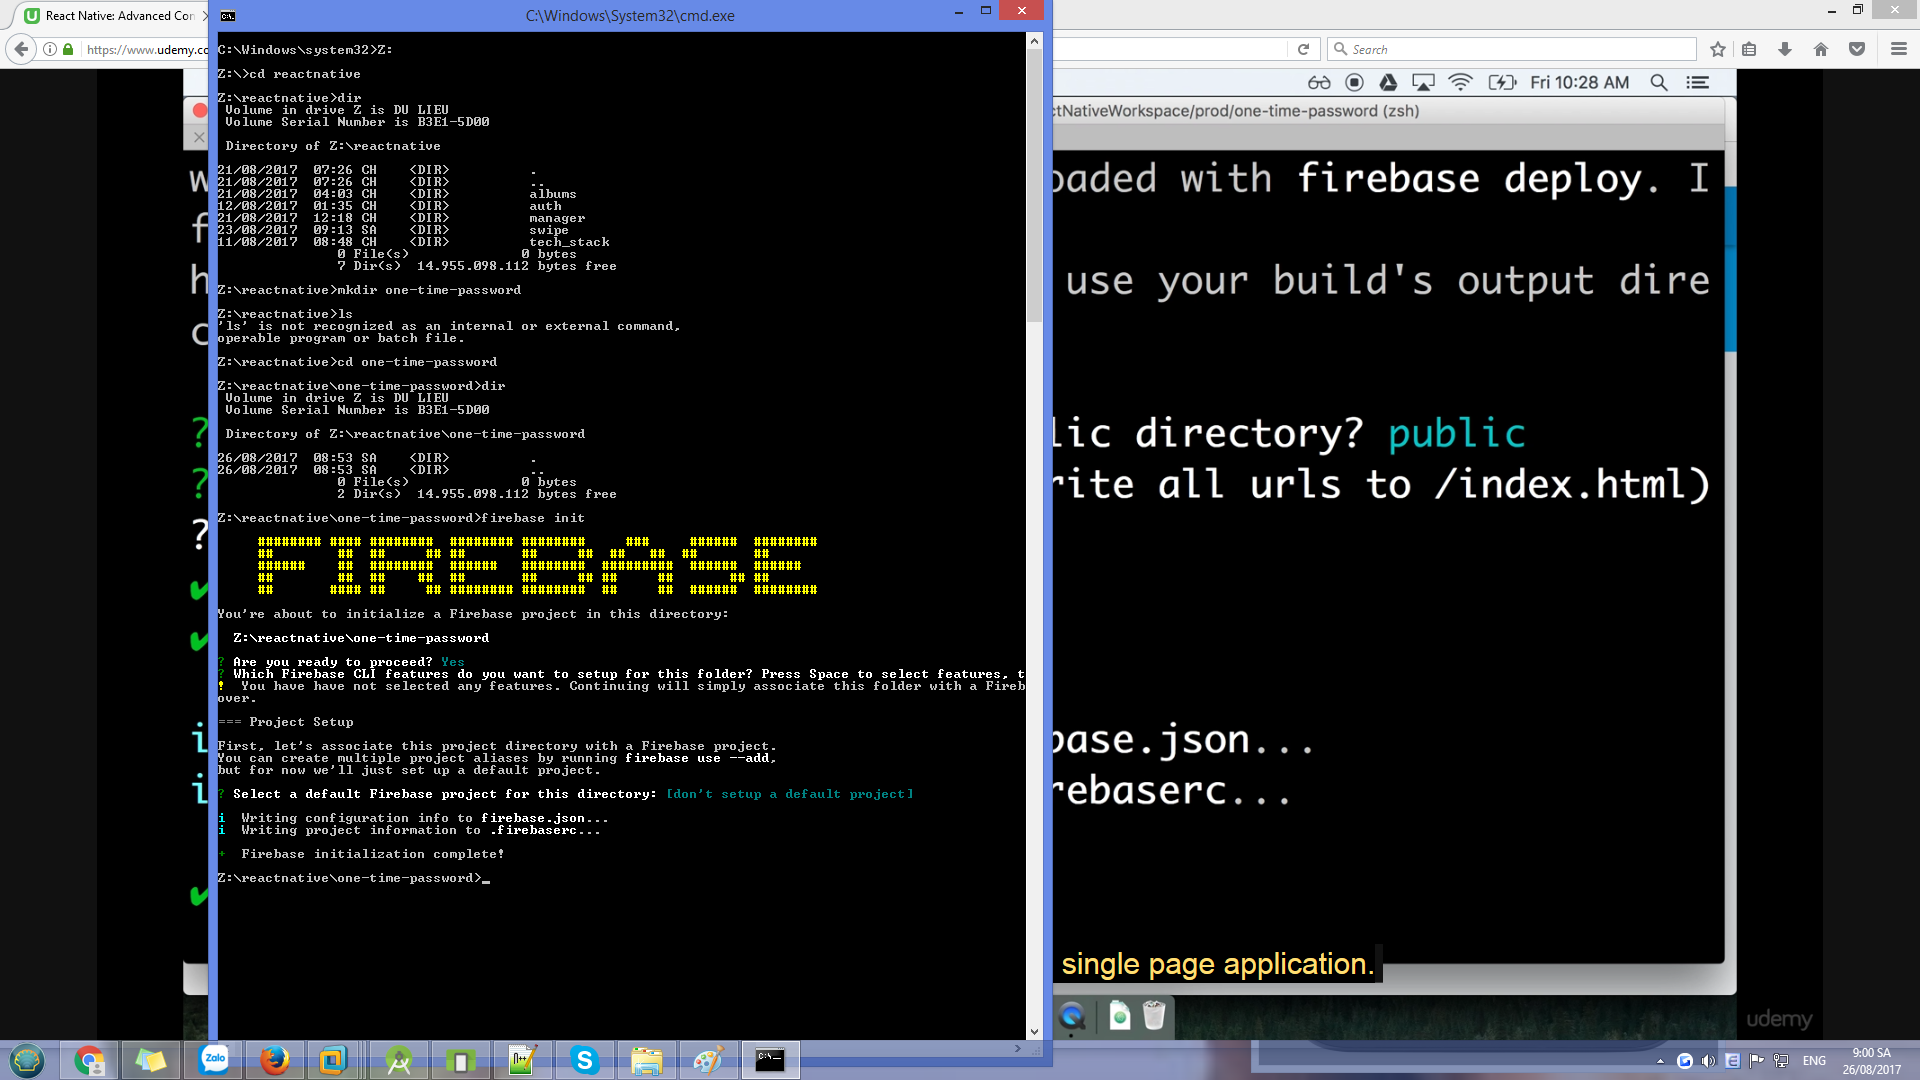 React Native: Advanced Con
https://www.udemy.co
Search
C:\Windows\System32\cmd.exe
C:\Windows\system32>Z:
Z:\>cd reactnative
Z:\reactnative>dir
Volume in drive Z is DU LIEU
Volume Serial Number is B3E1-5D00
Directory of Z:\reactnative
21/08/2017  07:26 CH    <DIR>          .
21/08/2017  07:26 CH    <DIR>          ..
21/08/2017  04:03 CH    <DIR>          albums
12/08/2017  01:35 CH    <DIR>          auth
21/08/2017  12:18 CH    <DIR>          manager
23/08/2017  09:13 SA    <DIR>          swipe
11/08/2017  08:48 CH    <DIR>          tech_stack
0 File(s)              0 bytes
7 Dir(s)  14.955.098.112 bytes free
Z:\reactnative>mkdir one-time-password
Z:\reactnative>ls
'ls' is not recognized as an internal or external command,
operable program or batch file.
Z:\reactnative>cd one-time-password
Z:\reactnative\one-time-password>dir
Volume in drive Z is DU LIEU
Volume Serial Number is B3E1-5D00
Directory of Z:\reactnative\one-time-password
26/08/2017  08:53 SA    <DIR>          .
26/08/2017  08:53 SA    <DIR>          ..
0 File(s)              0 bytes
2 Dir(s)  14.955.098.112 bytes free
Z:\reactnative\one-time-password>firebase init
FIREBASE
You're about to initialize a Firebase project in this directory:
Z:\reactnative\one-time-password
? Are you ready to proceed? Yes
? Which Firebase CLI features do you want to setup for this folder? Press Space to select features, t
!  You have have not selected any features. Continuing will simply associate this folder with a Fireb
over.
=== Project Setup
First, let's associate this project directory with a Firebase project.
You can create multiple project aliases by running firebase use --add,
but for now we'll just set up a default project.
? Select a default Firebase project for this directory: [don't setup a default project]
i  Writing configuration info to firebase.json...
i  Writing project information to .firebaserc...
+  Firebase initialization complete!
Z:\reactnative\one-time-password>_
Fri 10:28 AM
ctNativeWorkspace/prod/one-time-password (zsh)
oaded with firebase deploy. I
use your build's output dire
lic directory? public
rite all urls to /index.html)
base.json...
rebaserc...
single page application.
udemy
Zalo
ENG
9:00 SA
26/08/2017